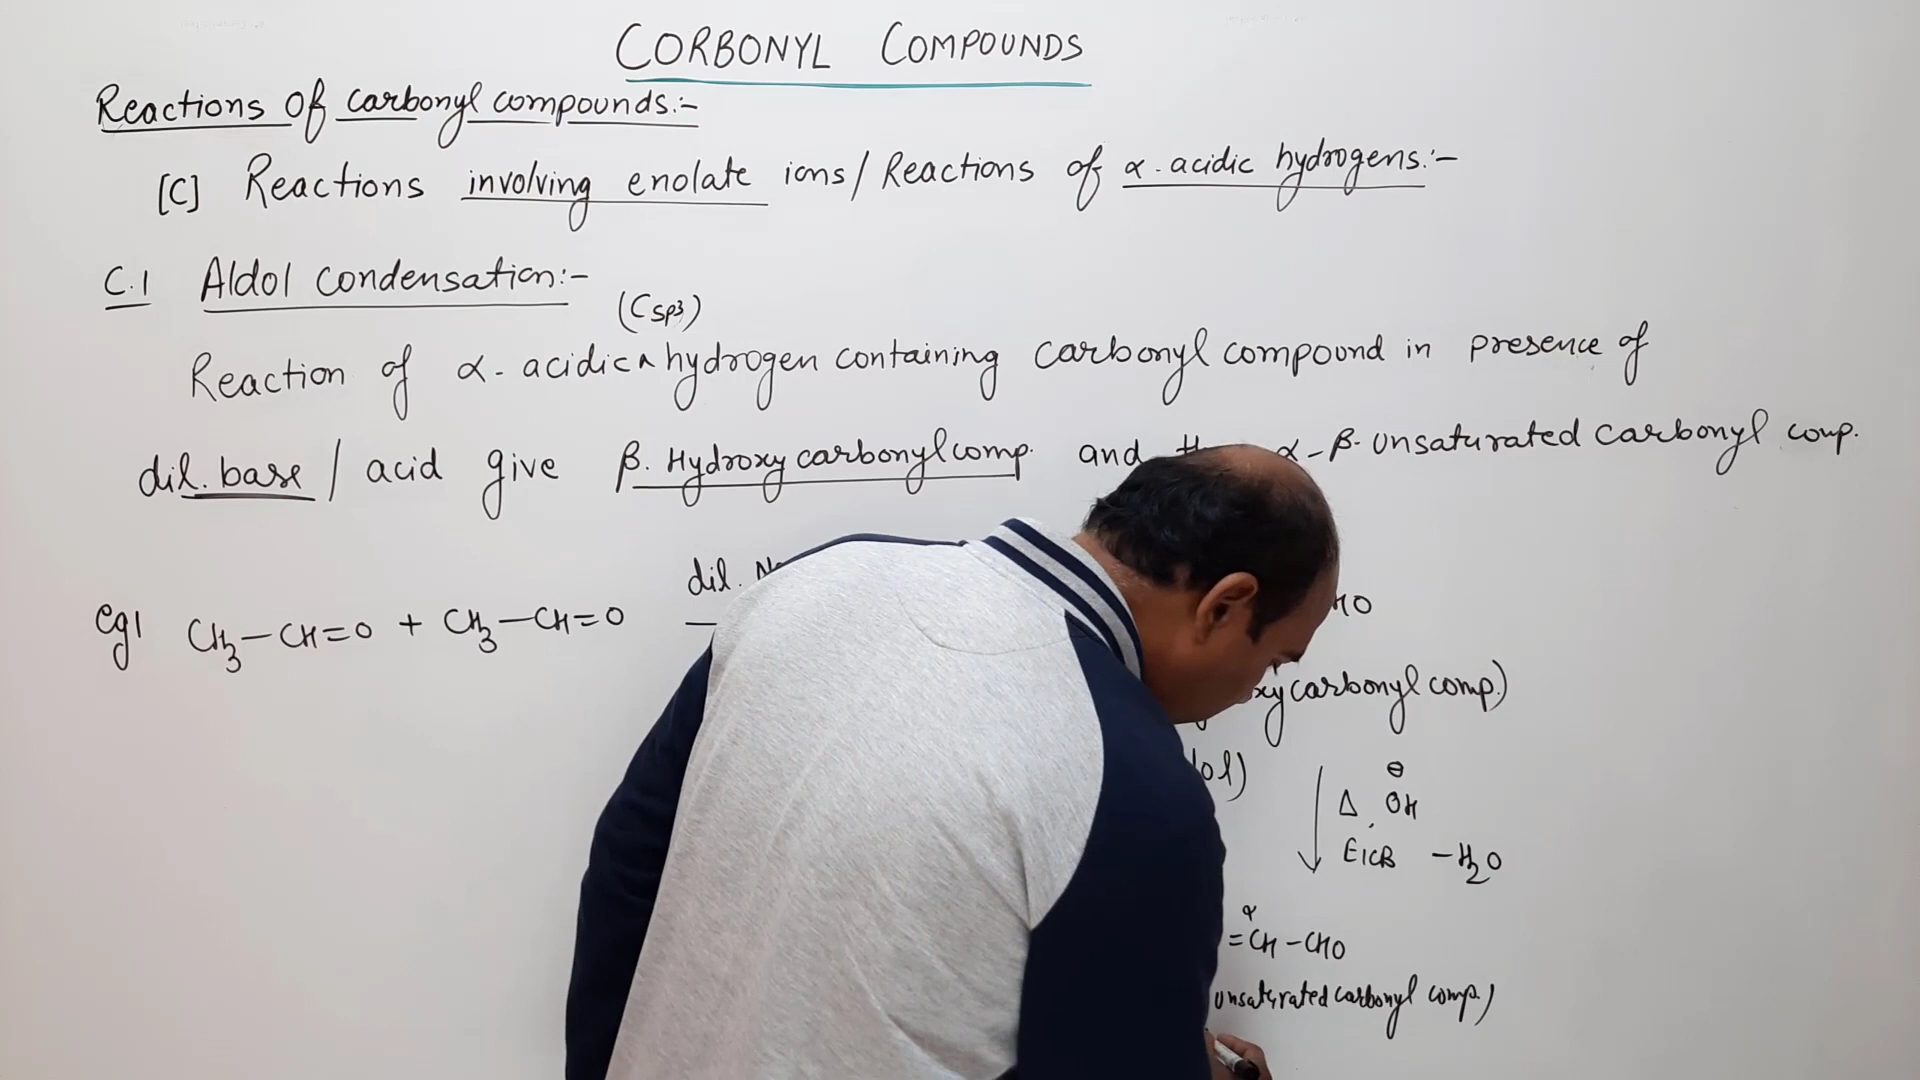 CORBONYL COMPOUNDS
Reactions Of carbonyl compounds:-
[C] Reactions involving enolate ions/Reactions of α-acidic hydrogens:-
C.1 Aldol condensation:-
(Csp3)
Reaction of α-acidic ʌ hydrogen containing carbonyl compound in presence of
dil. base / acid give β-Hydroxy carbonyl comp. and α-β-unsaturated carbonyl comp.
dil.
eg1 CH3-CH=O + CH3-CH=O
HO
xycarbonyl comp.)
ol)
Δ, O͏H⊖
E1CB -H2O
α
=CH-CHO
unsaturated carbonyl comp.)